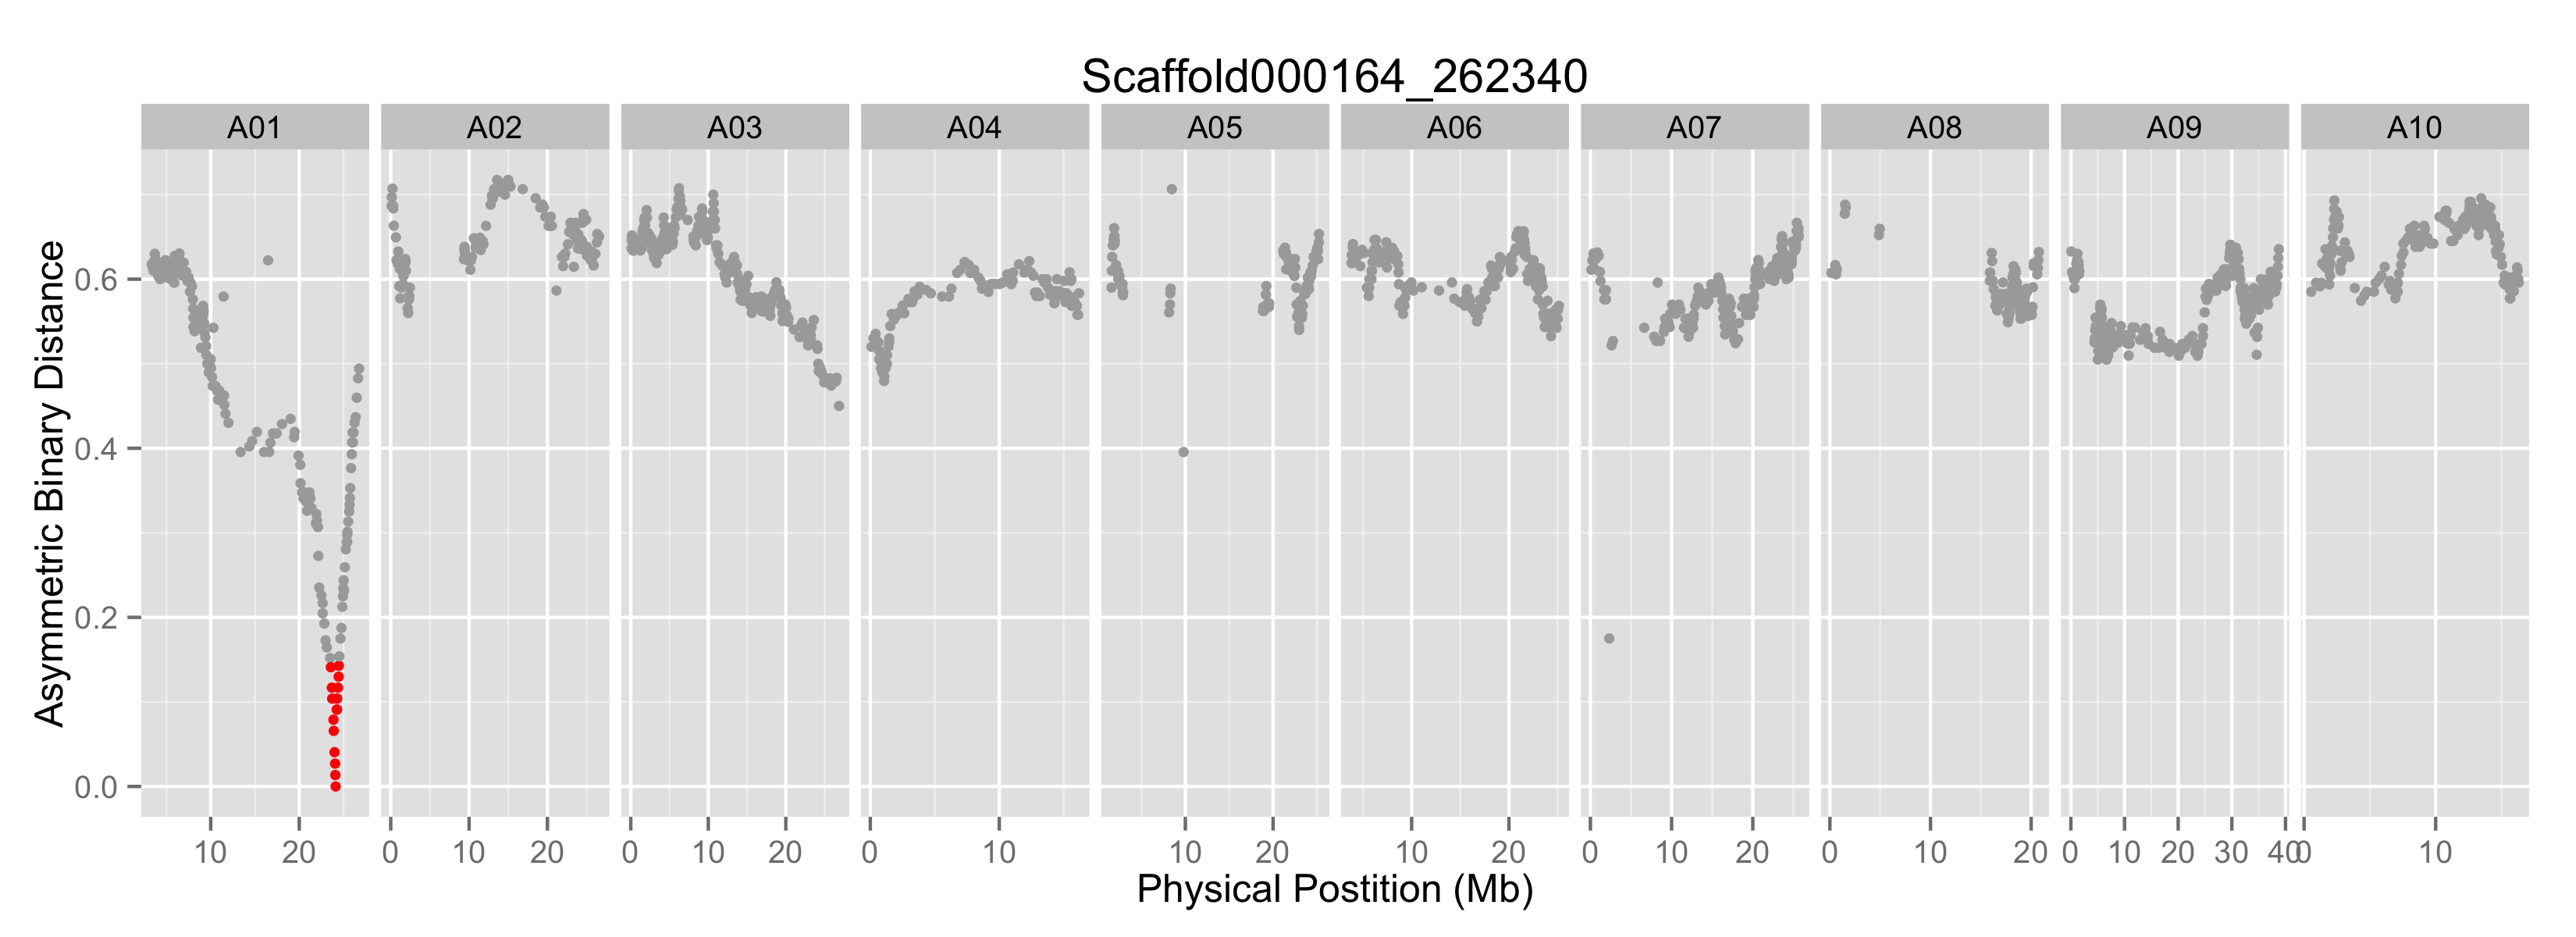 Scaffold000164_262340
A01 A02 A03 A04 A05 A06 A07 A08 A09 A10
Asymmetric Binary Distance
0.6
0.4
0.2
0.0
10 20 0 10 20 0 10 20 0 10 10 20 10 20 0 10 20 0 10 20 0 10 20 30 40 0 10
Physical Postition (Mb)